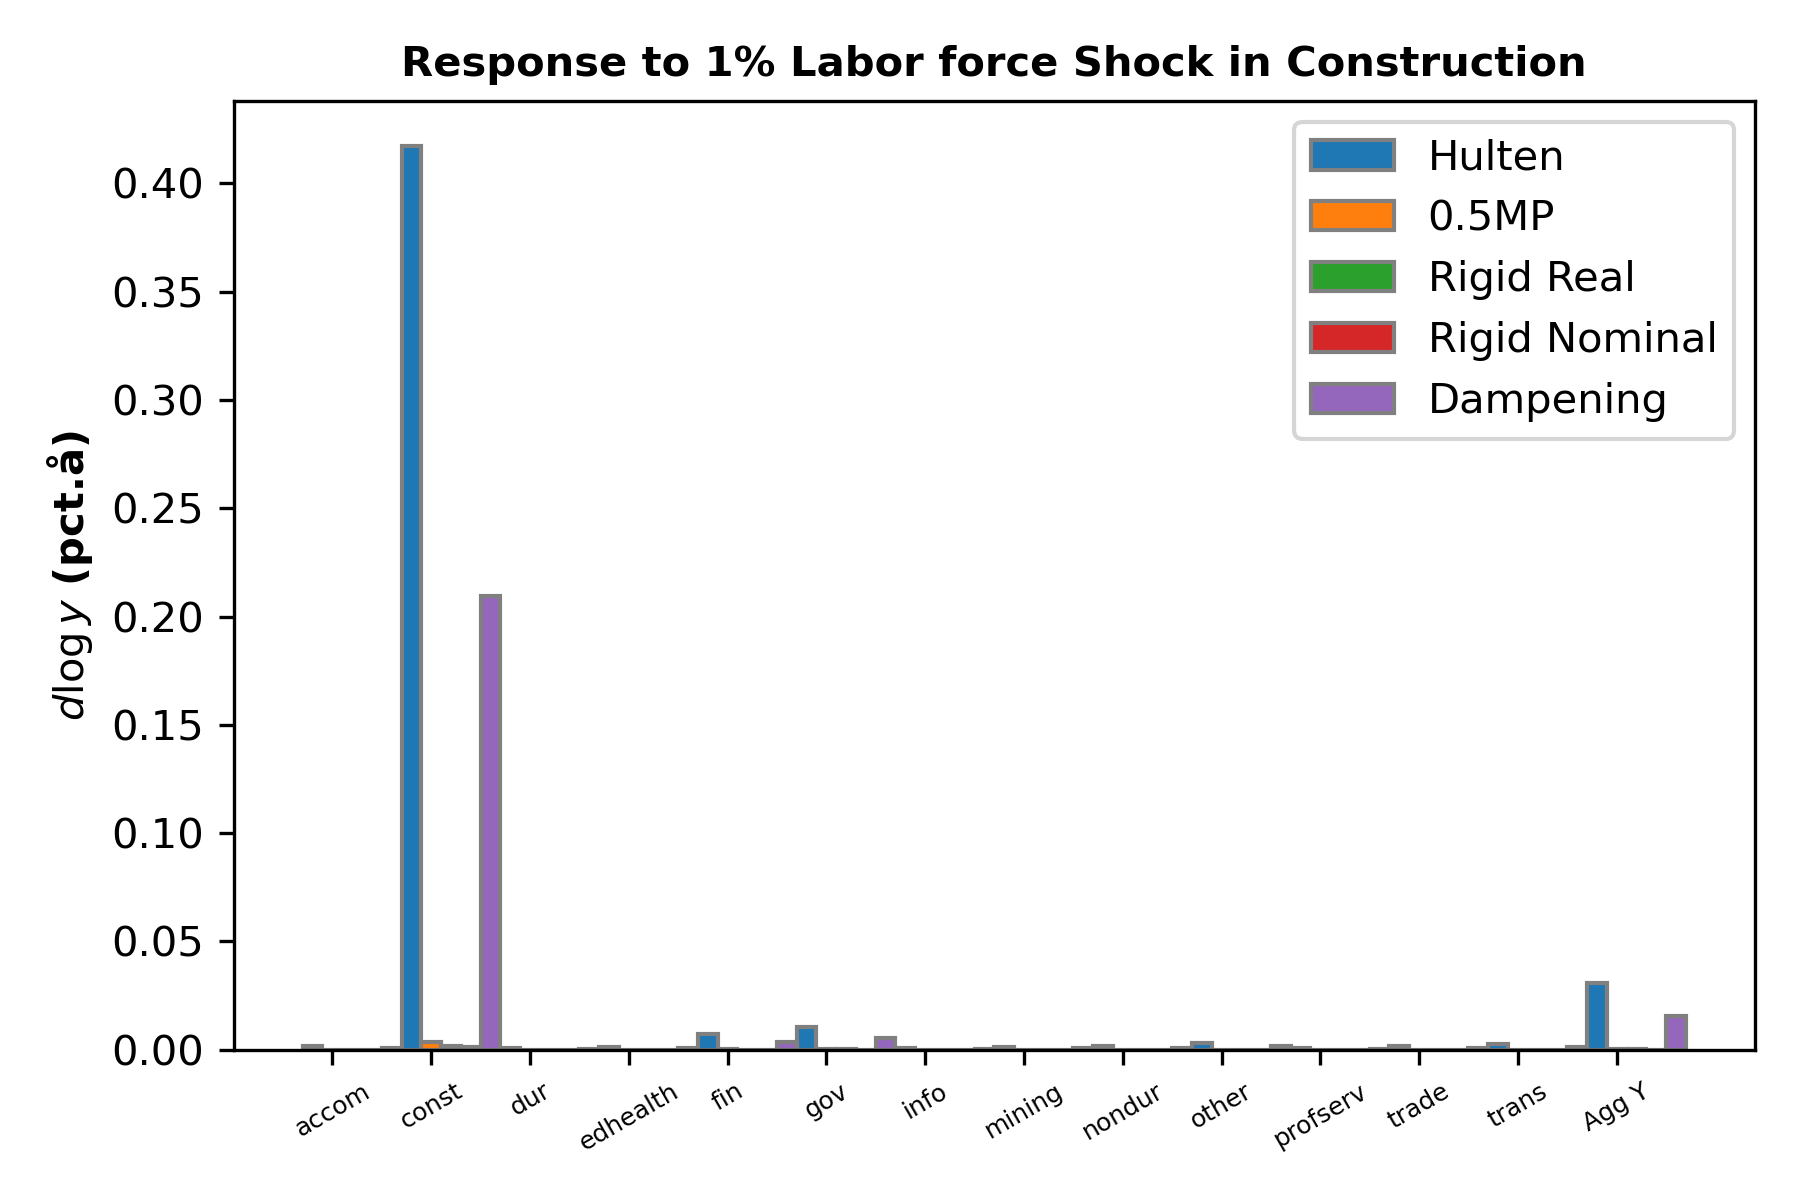 Response to 1% Labor force Shock in Construction
Hulten
0.5MP
Rigid Real
Rigid Nominal
Dampening
dlog y (pct.å)
0.40
0.35
0.30
0.25
0.20
0.15
0.10
0.05
0.00
accom const dur edhealth fin gov info mining nondur other profserv trade trans Agg Y